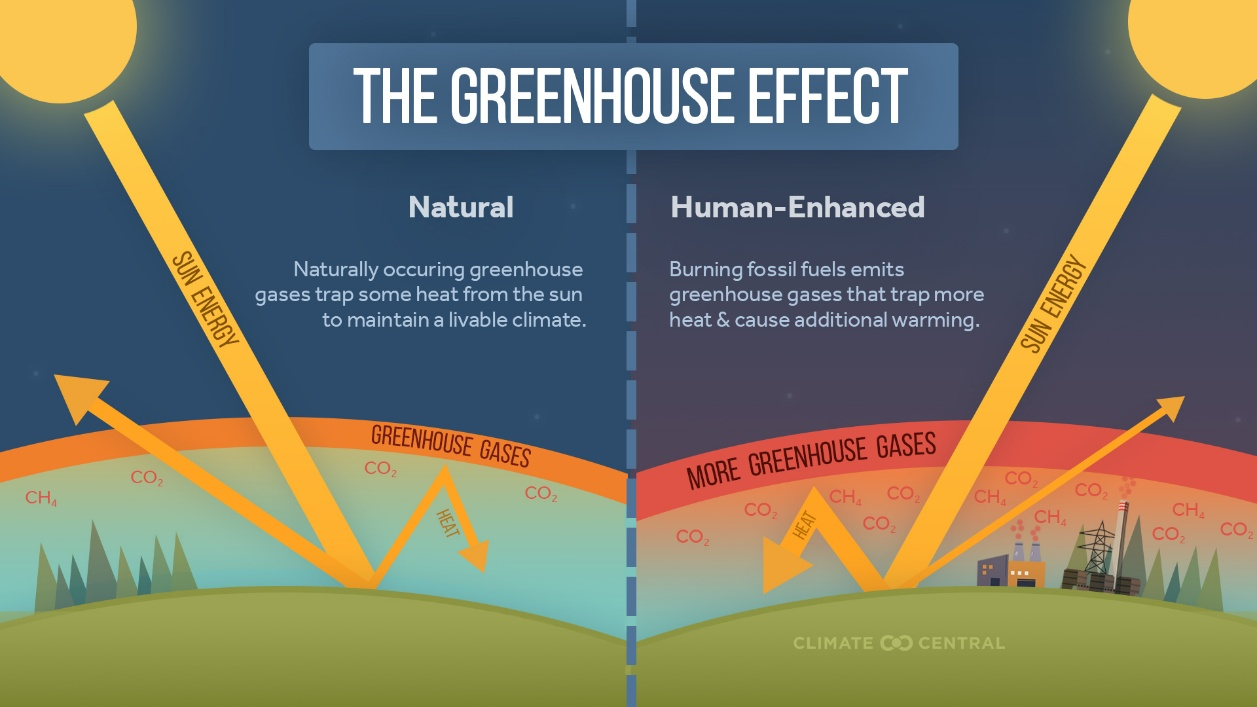 THE GREENHOUSE EFFECT
Natural
Naturally occuring greenhouse
gases trap some heat from the sun
to maintain a livable climate.
SUN ENERGY
GREENHOUSE GASES
CH₄
CO₂
CO₂
CO₂
HEAT
Human-Enhanced
Burning fossil fuels emits
greenhouse gases that trap more
heat & cause additional warming.
SUN ENERGY
MORE GREENHOUSE GASES
CO₂
CO₂
CH₄
CO₂
CO₂
CH₄
CO₂
CH₄
CO₂
CH₄
CO₂
CO₂
HEAT
CLIMATE CENTRAL